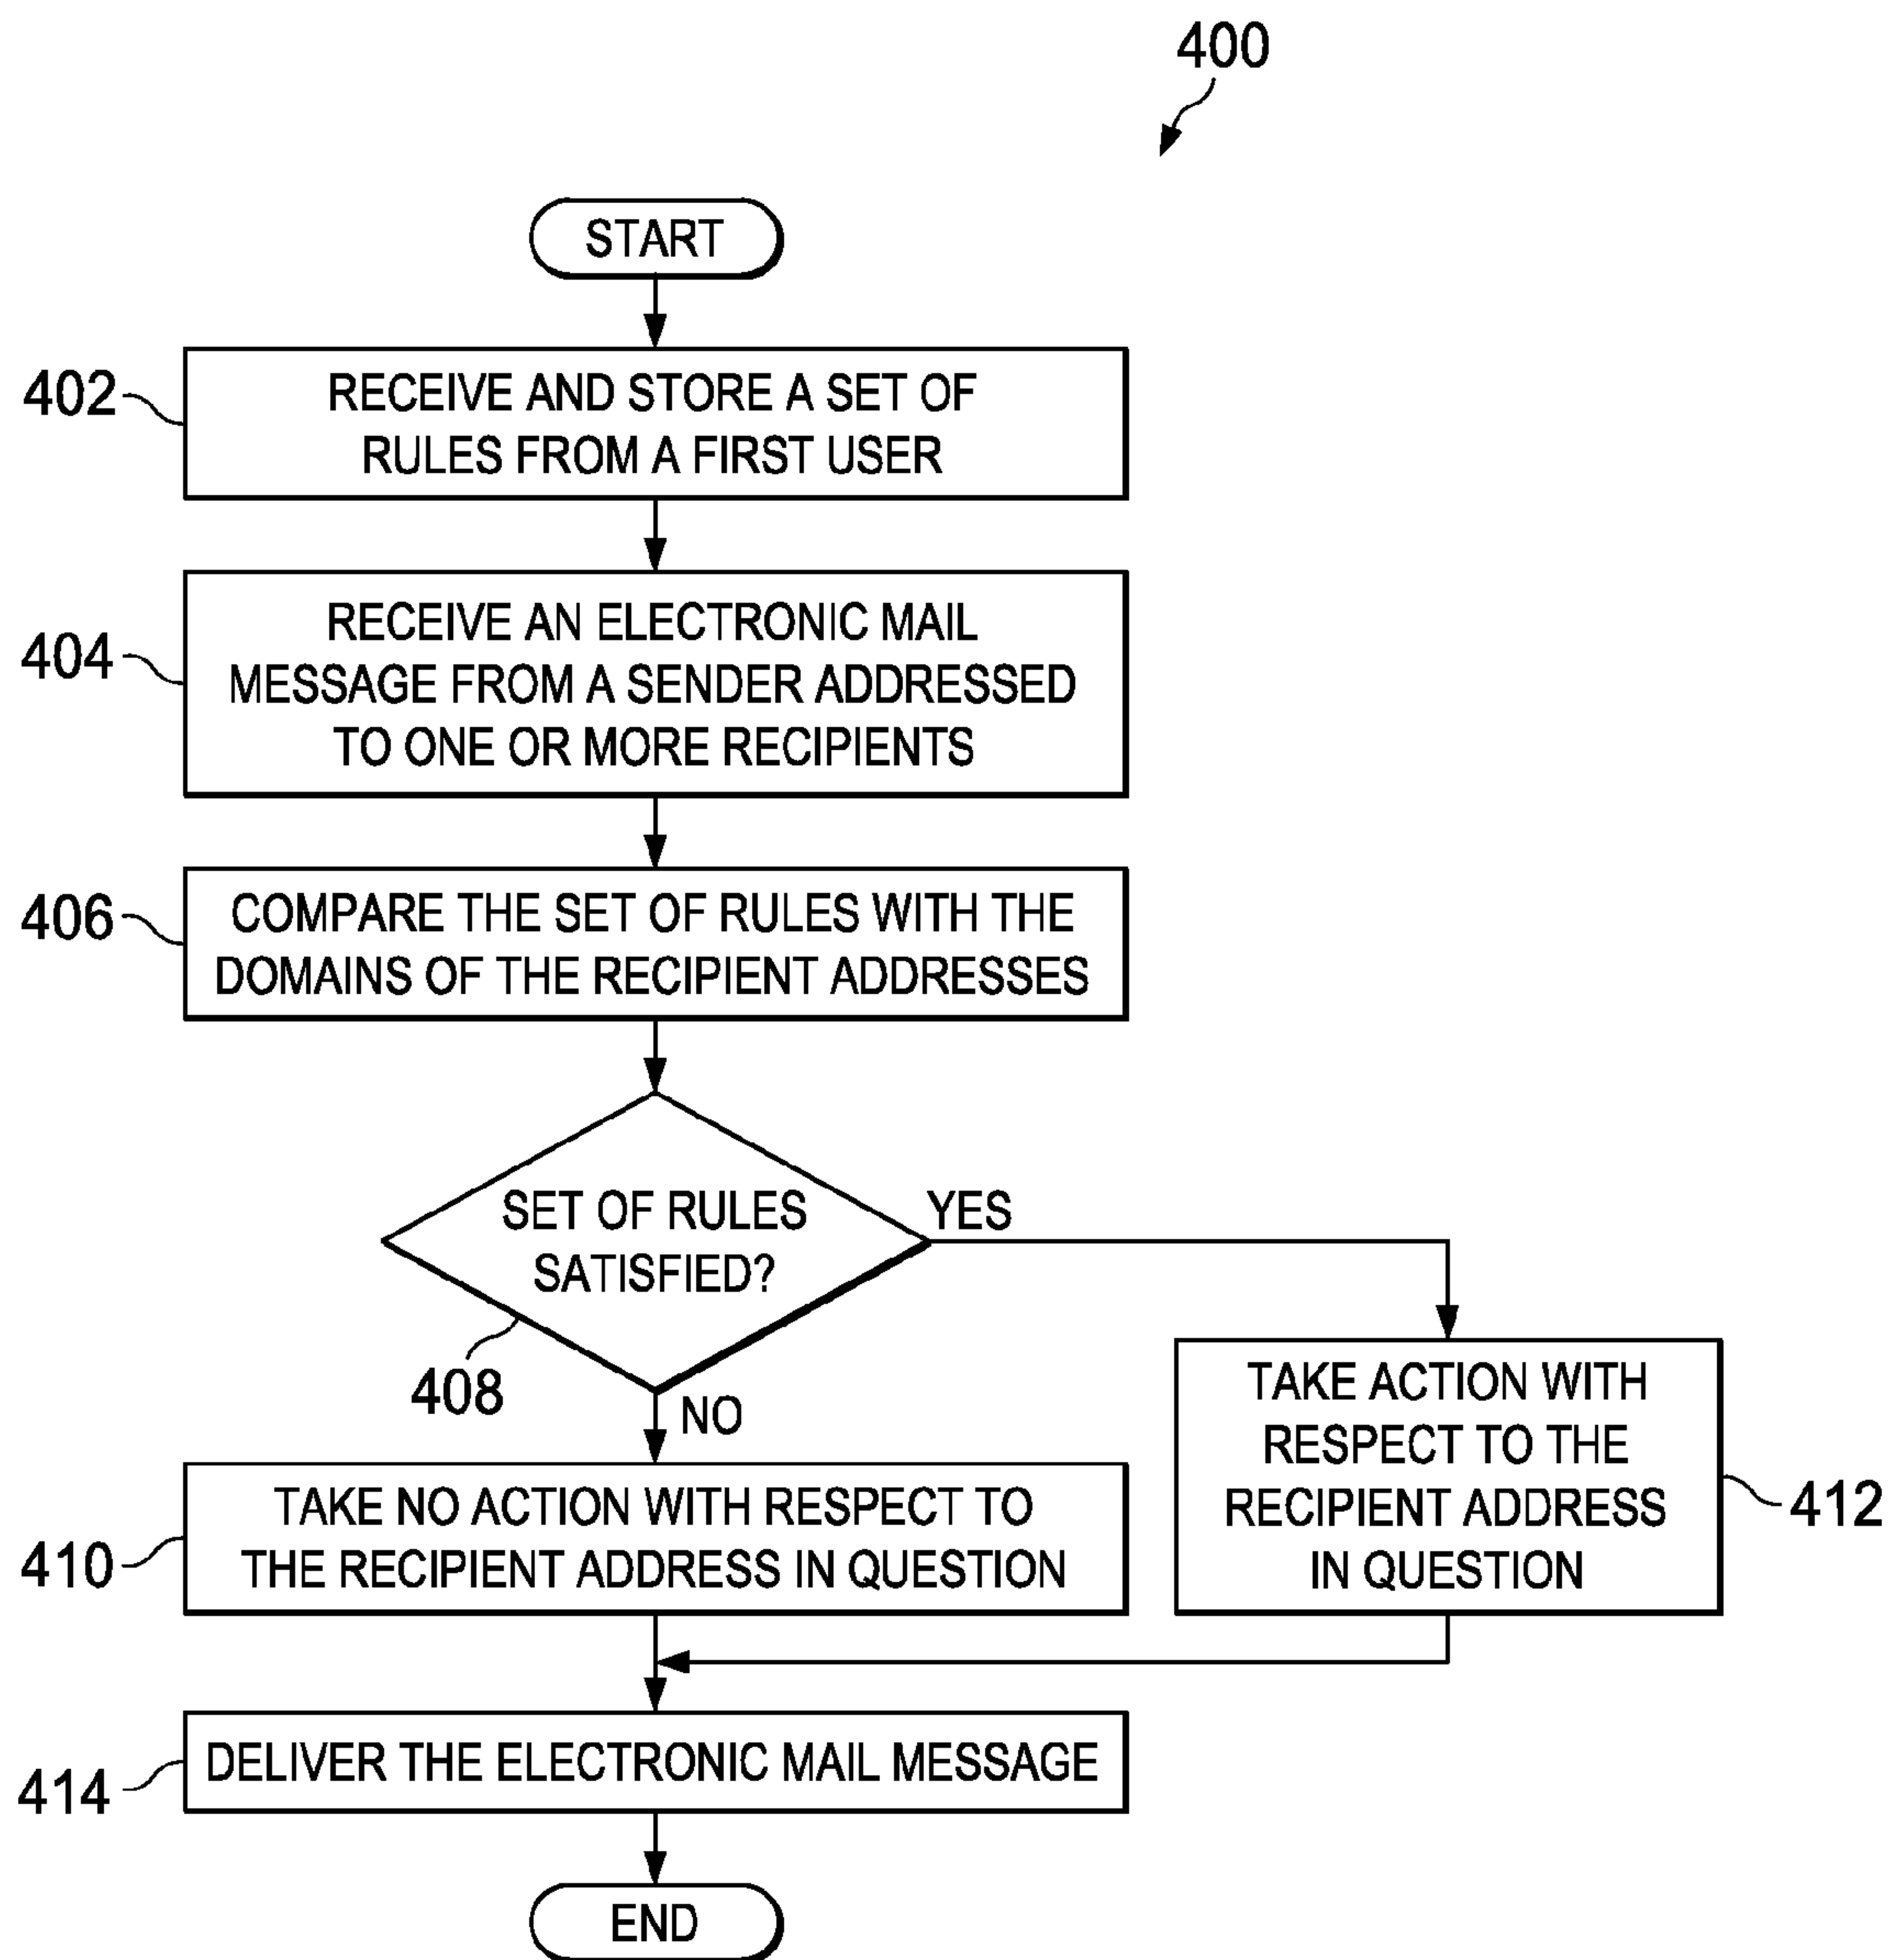 400
START
402
RECEIVE AND STORE A SET OF
RULES FROM A FIRST USER
404
RECEIVE AN ELECTRONIC MAIL
MESSAGE FROM A SENDER ADDRESSED
TO ONE OR MORE RECIPIENTS
406
COMPARE THE SET OF RULES WITH THE
DOMAINS OF THE RECIPIENT ADDRESSES
SET OF RULES
SATISFIED?
YES
408
NO
TAKE NO ACTION WITH RESPECT TO
THE RECIPIENT ADDRESS IN QUESTION
410
TAKE ACTION WITH
RESPECT TO THE
RECIPIENT ADDRESS
IN QUESTION
412
DELIVER THE ELECTRONIC MAIL MESSAGE
414
END